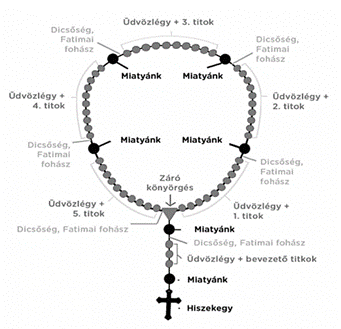 Üdvözlégy + 3. titok
Dicsőség,
Fatimai
fohász
Dicsőség,
Fatimai
fohász
Miatyánk
Miatyánk
Üdvözlégy +
4. titok
Üdvözlégy +
2. titok
Dicsőség,
Fatimai
fohász
Miatyánk
Miatyánk
Dicsőség,
Fatimai
fohász
Záró
könyörgés
Üdvözlégy +
5. titok
Üdvözlégy +
1. titok
Dicsőség, Fatimai fohász
Miatyánk
Dicsőség, Fatimai fohász
Üdvözlégy + bevezető titkok
Miatyánk
Hiszekegy